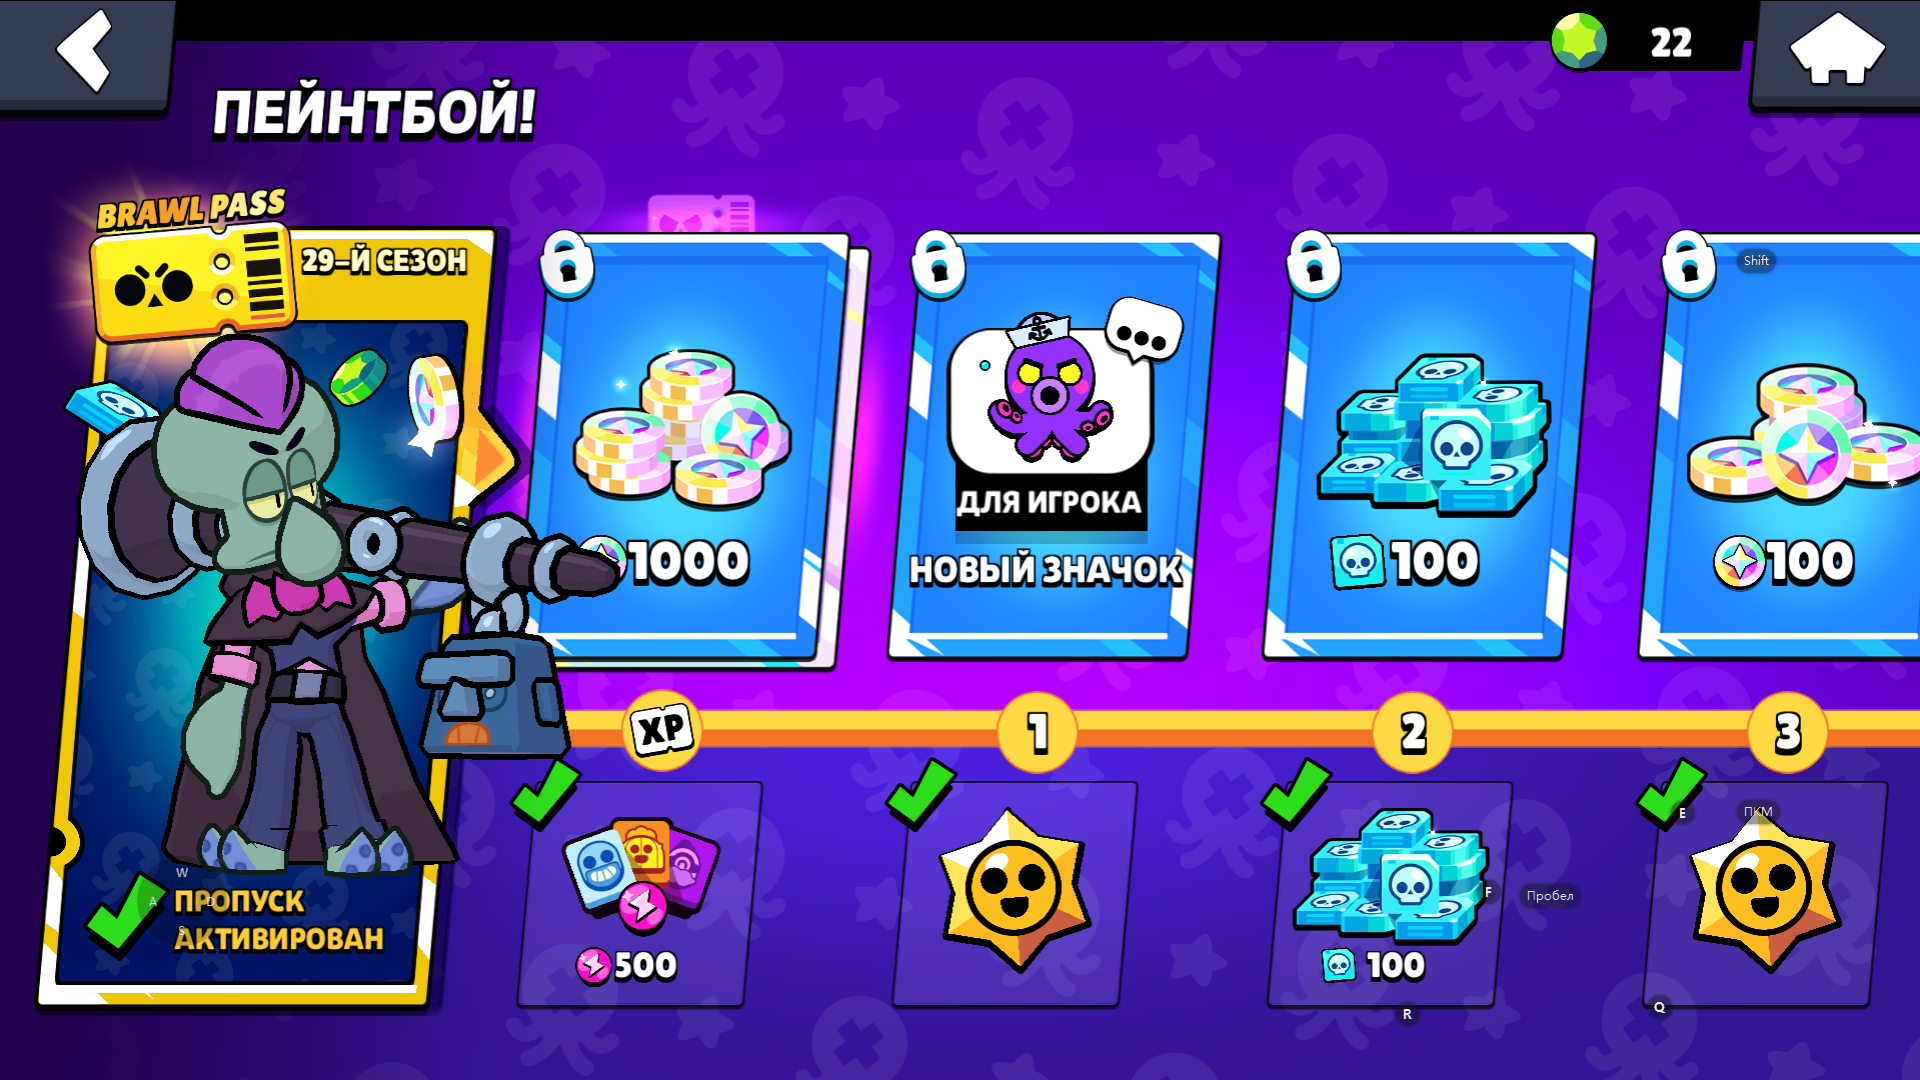 22
ПЕЙНТБОЙ!
BRAWL PASS
29-Й СЕЗОН
Shift
ДЛЯ ИГРОКА
1000
НОВЫЙ ЗНАЧОК
100
100
XP
1
2
3
E
ПКМ
W
A
D
S
F
Пробел
ПРОПУСК
АКТИВИРОВАН
500
100
R
Q